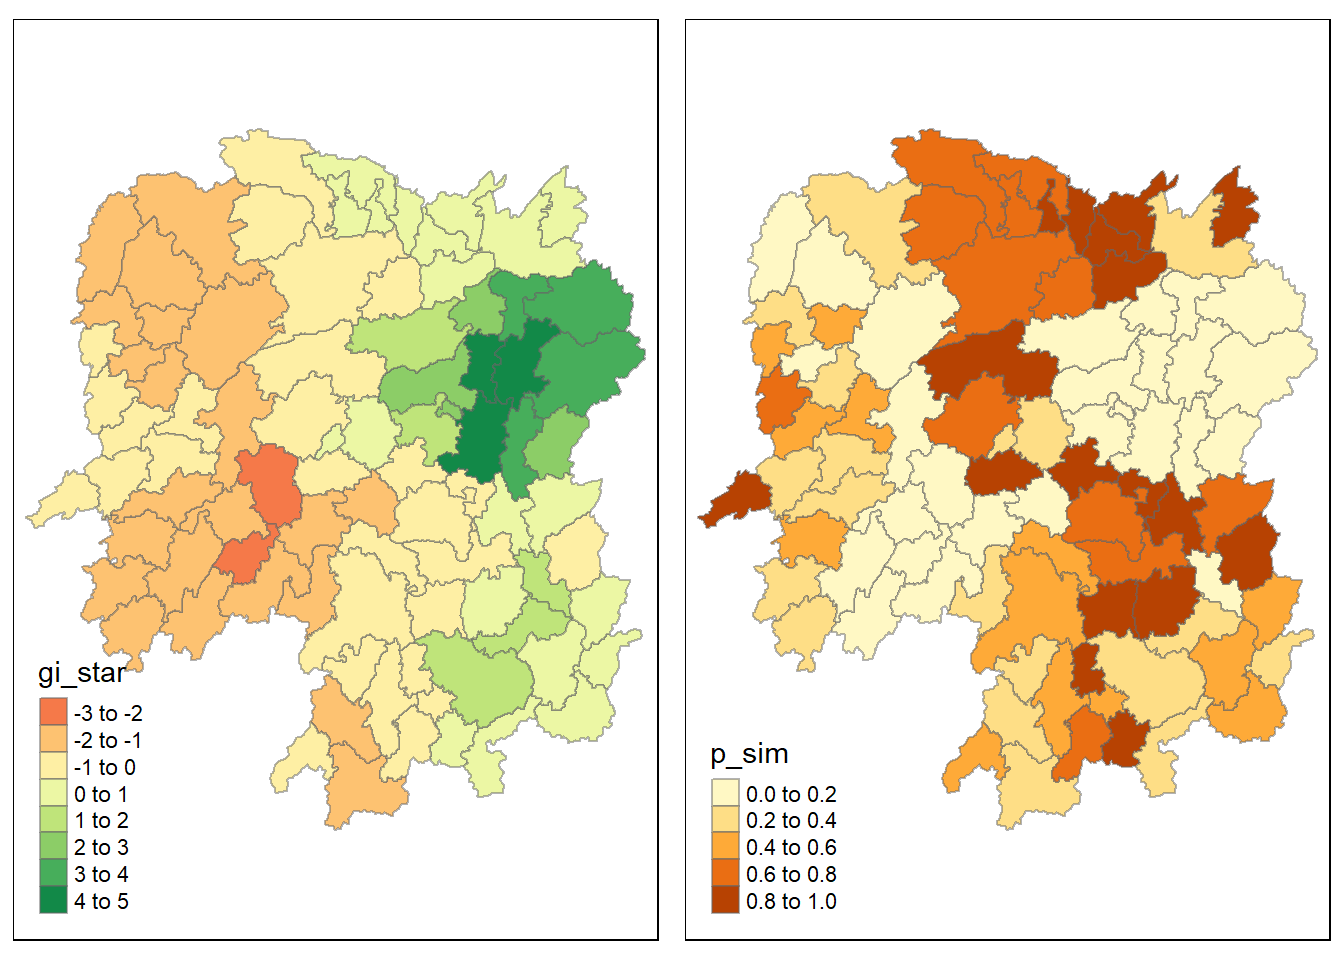 gi_star
-3 to -2
-2 to -1
-1 to 0
0 to 1
1 to 2
2 to 3
3 to 4
4 to 5
p_sim
0.0 to 0.2
0.2 to 0.4
0.4 to 0.6
0.6 to 0.8
0.8 to 1.0